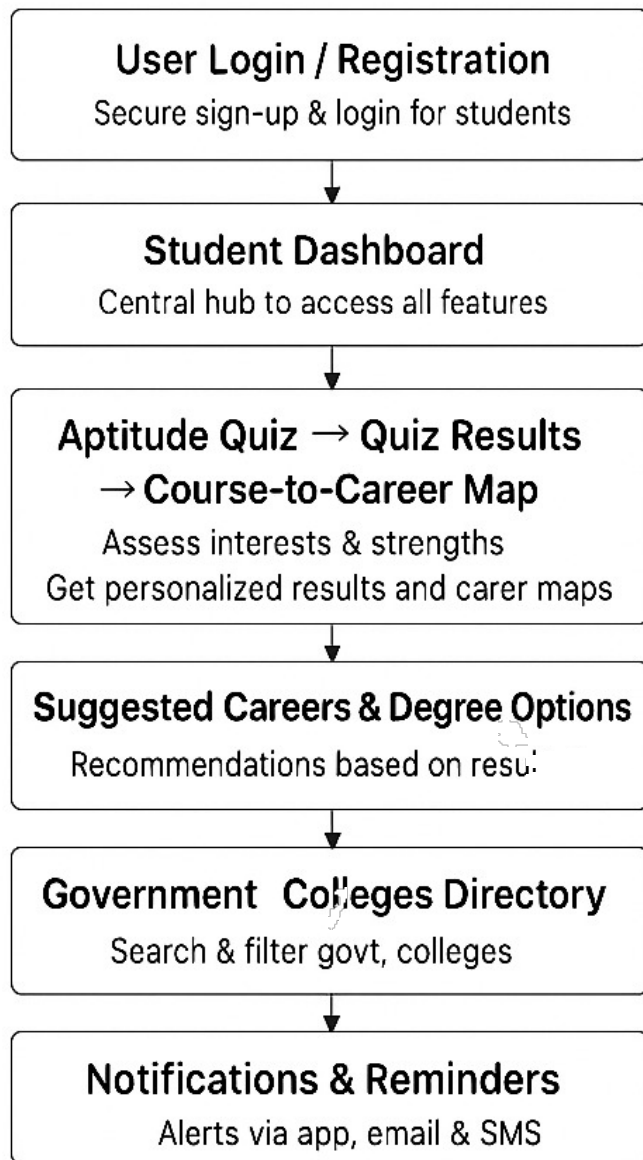 User Login / Registration
Secure sign-up & login for students
Student Dashboard
Central hub to access all features
Aptitude Quiz → Quiz Results
→ Course-to-Career Map
Assess interests & strengths
Get personalized results and carer maps
Suggested Careers & Degree Options
Recommendations based on
Government Colleges Directory
Search & filter govt, colleges
Notifications & Reminders
Alerts via app, email & SMS